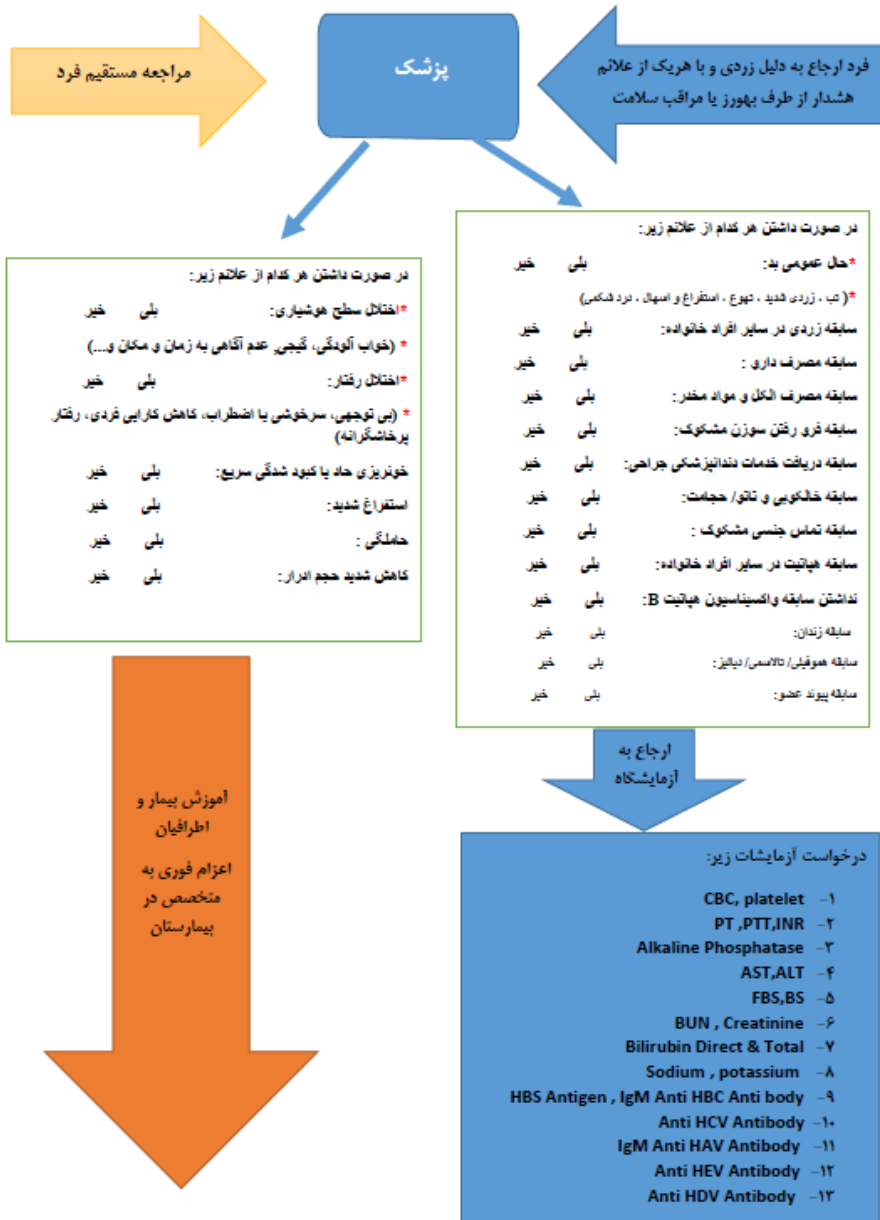 فرد ارجاع به دلیل زردی و با هریک از علائم
هشدار از طرف بهورز یا مراقب سلامت
پزشک
مراجعه مستقیم فرد
در صورت داشتن هر کدام از علائم زیر:
*حال عمومی بد: بلی خیر
*( تب ، زردی شدید ، تهوع ، استفراغ و اسهال ، درد شکمی)
سابقه زردی در سایر افراد خانواده: بلی خیر
سابقه مصرف دارو : بلی خیر
سابقه مصرف الکل و مواد مخدر: بلی خیر
سابقه فرو رفتن سوزن مشکوک: بلی خیر
سابقه دریافت خدمات دندانپزشکی جراحی: بلی خیر
سابقه خالکوبی و تاتو/ حجامت: بلی خیر
سابقه تماس جنسی مشکوک : بلی خیر
سابقه هپاتیت در سایر افراد خانواده: بلی خیر
نداشتن سابقه واکسیناسیون هپاتیت B: بلی خیر
سابقه زندان: بلی خیر
سابقه هموفیلی/ تالاسمی/ دیالیز: بلی خیر
سابقه پیوند عضو: بلی خیر
در صورت داشتن هر کدام از علائم زیر:
*اختلال سطح هوشیاری: بلی خیر
* (خواب آلودگی، گیجی، عدم آگاهی به زمان و مکان و...)
*اختلال رفتار: بلی خیر
* (بی توجهی، سرخوشی یا اضطراب، کاهش کارایی فردی، رفتار
پرخاشگرانه)
خونریزی حاد یا کبود شدگی سریع: بلی خیر
استفراغ شدید: بلی خیر
حاملگی : بلی خیر
کاهش شدید حجم ادرار: بلی خیر
ارجاع به
آزمایشگاه
آموزش بیمار و
اطرافیان
اعزام فوری به
متخصص در
بیمارستان
درخواست آزمایشات زیر:
۱- CBC, platelet
۲- PT ,PTT,INR
۳- Alkaline Phosphatase
۴- AST,ALT
۵- FBS,BS
۶- BUN , Creatinine
۷- Bilirubin Direct & Total
۸- Sodium , potassium
۹- HBS Antigen , IgM Anti HBC Anti body
۱۰- Anti HCV Antibody
۱۱- IgM Anti HAV Antibody
۱۲- Anti HEV Antibody
۱۳- Anti HDV Antibody